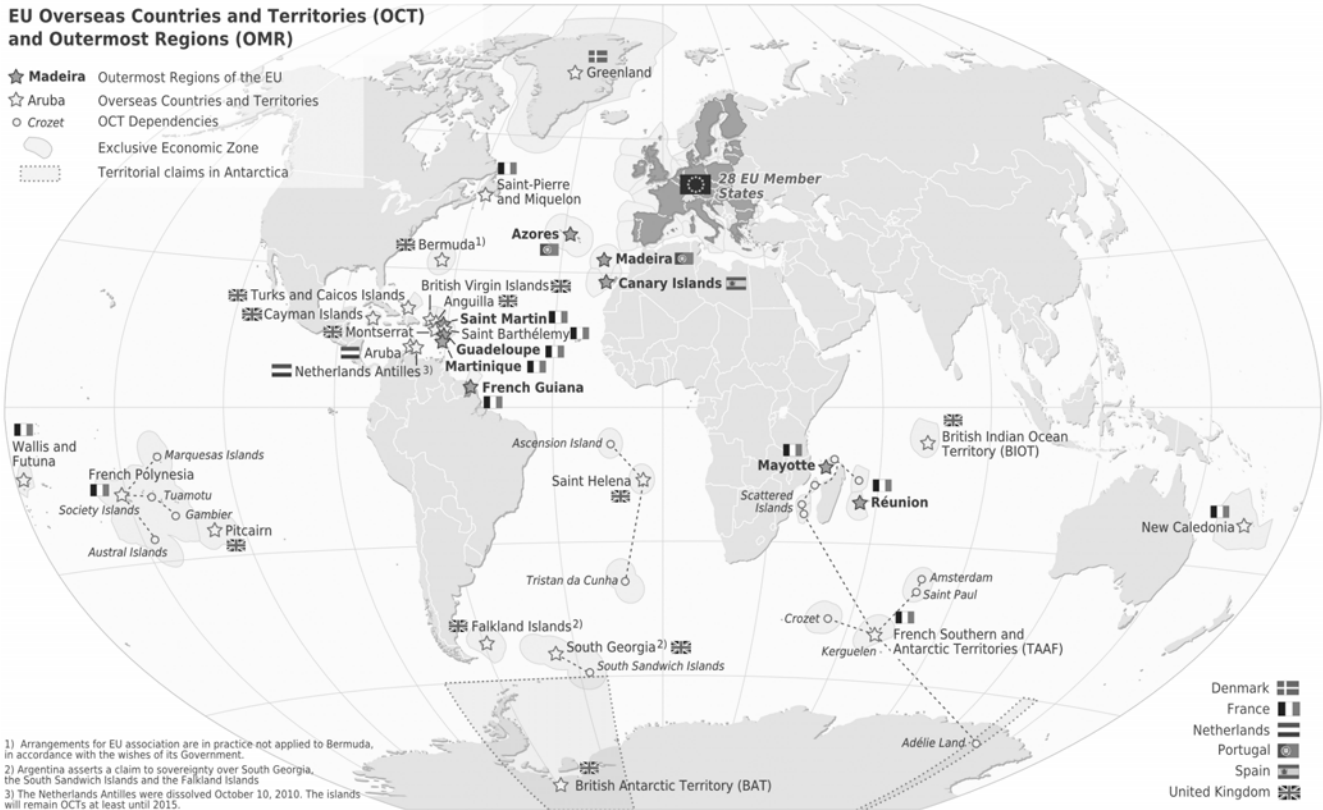 EU Overseas Countries and Territories (OCT)
and Outermost Regions (OMR)
Madeira Outermost Regions of the EU
Aruba Overseas Countries and Territories
Crozet OCT Dependencies
Exclusive Economic Zone
Territorial claims in Antarctica
Greenland
28 EU Member
States
Saint-Pierre
and Miquelon
Azores
Bermuda1)
Madeira
Canary Islands
British Virgin Islands
Turks and Caicos Islands
Anguilla
Cayman Islands
Saint Martin
Montserrat
Saint Barthélemy
Aruba
Guadeloupe
Netherlands Antilles3)
Martinique
French Guiana
Wallis and
Futuna
Marquesas Islands
French Polynesia
Tuamotu
Society Islands
Gambier
Pitcairn
Austral Islands
Ascension Island
Saint Helena
Tristan da Cunha
British Indian Ocean
Territory (BIOT)
Mayotte
Scattered
Islands
Réunion
New Caledonia
Amsterdam
Saint Paul
Crozet
French Southern and
Antarctic Territories (TAAF)
Kerguelen
Falkland Islands2)
South Georgia2)
South Sandwich Islands
Adélie Land
British Antarctic Territory (BAT)
Denmark
France
Netherlands
Portugal
Spain
United Kingdom
1) Arrangements for EU association are in practice not applied to Bermuda,
in accordance with the wishes of its Government.
2) Argentina asserts a claim to sovereignty over South Georgia,
the South Sandwich Islands and the Falkland Islands
3) The Netherlands Antilles were dissolved October 10, 2010. The islands
will remain OCTs at least until 2015.